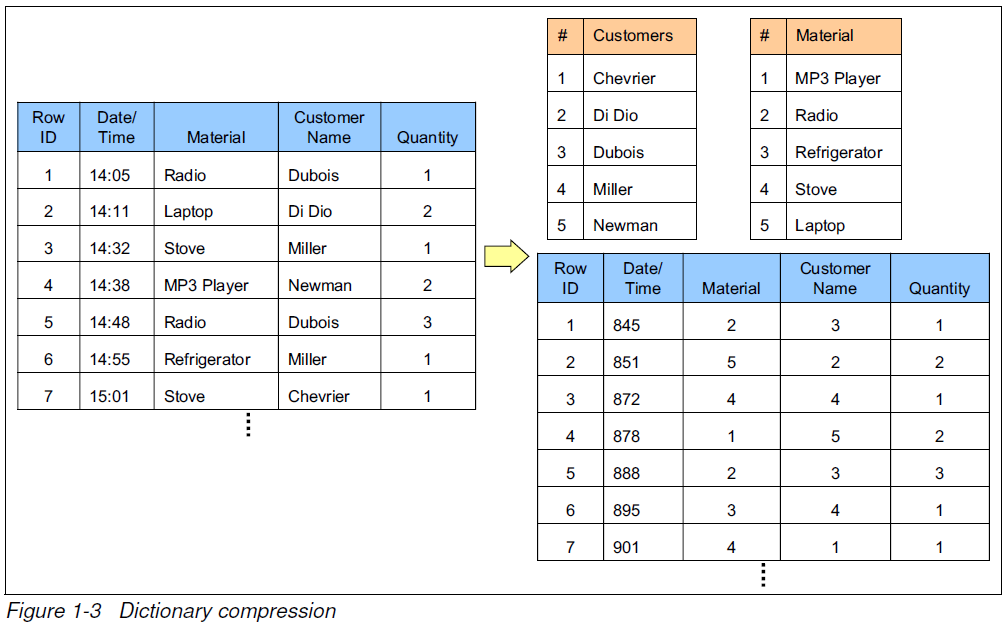 Row ID Date/ Time Material Customer Name Quantity
1 14:05 Radio Dubois 1
2 14:11 Laptop Di Dio 2
3 14:32 Stove Miller 1
4 14:38 MP3 Player Newman 2
5 14:48 Radio Dubois 3
6 14:55 Refrigerator Miller 1
7 15:01 Stove Chevrier 1
# Customers
1 Chevrier
2 Di Dio
3 Dubois
4 Miller
5 Newman
# Material
1 MP3 Player
2 Radio
3 Refrigerator
4 Stove
5 Laptop
Row ID Date/ Time Material Customer Name Quantity
1 845 2 3 1
2 851 5 2 2
3 872 4 4 1
4 878 1 5 2
5 888 2 3 3
6 895 3 4 1
7 901 4 1 1
Figure 1-3 Dictionary compression